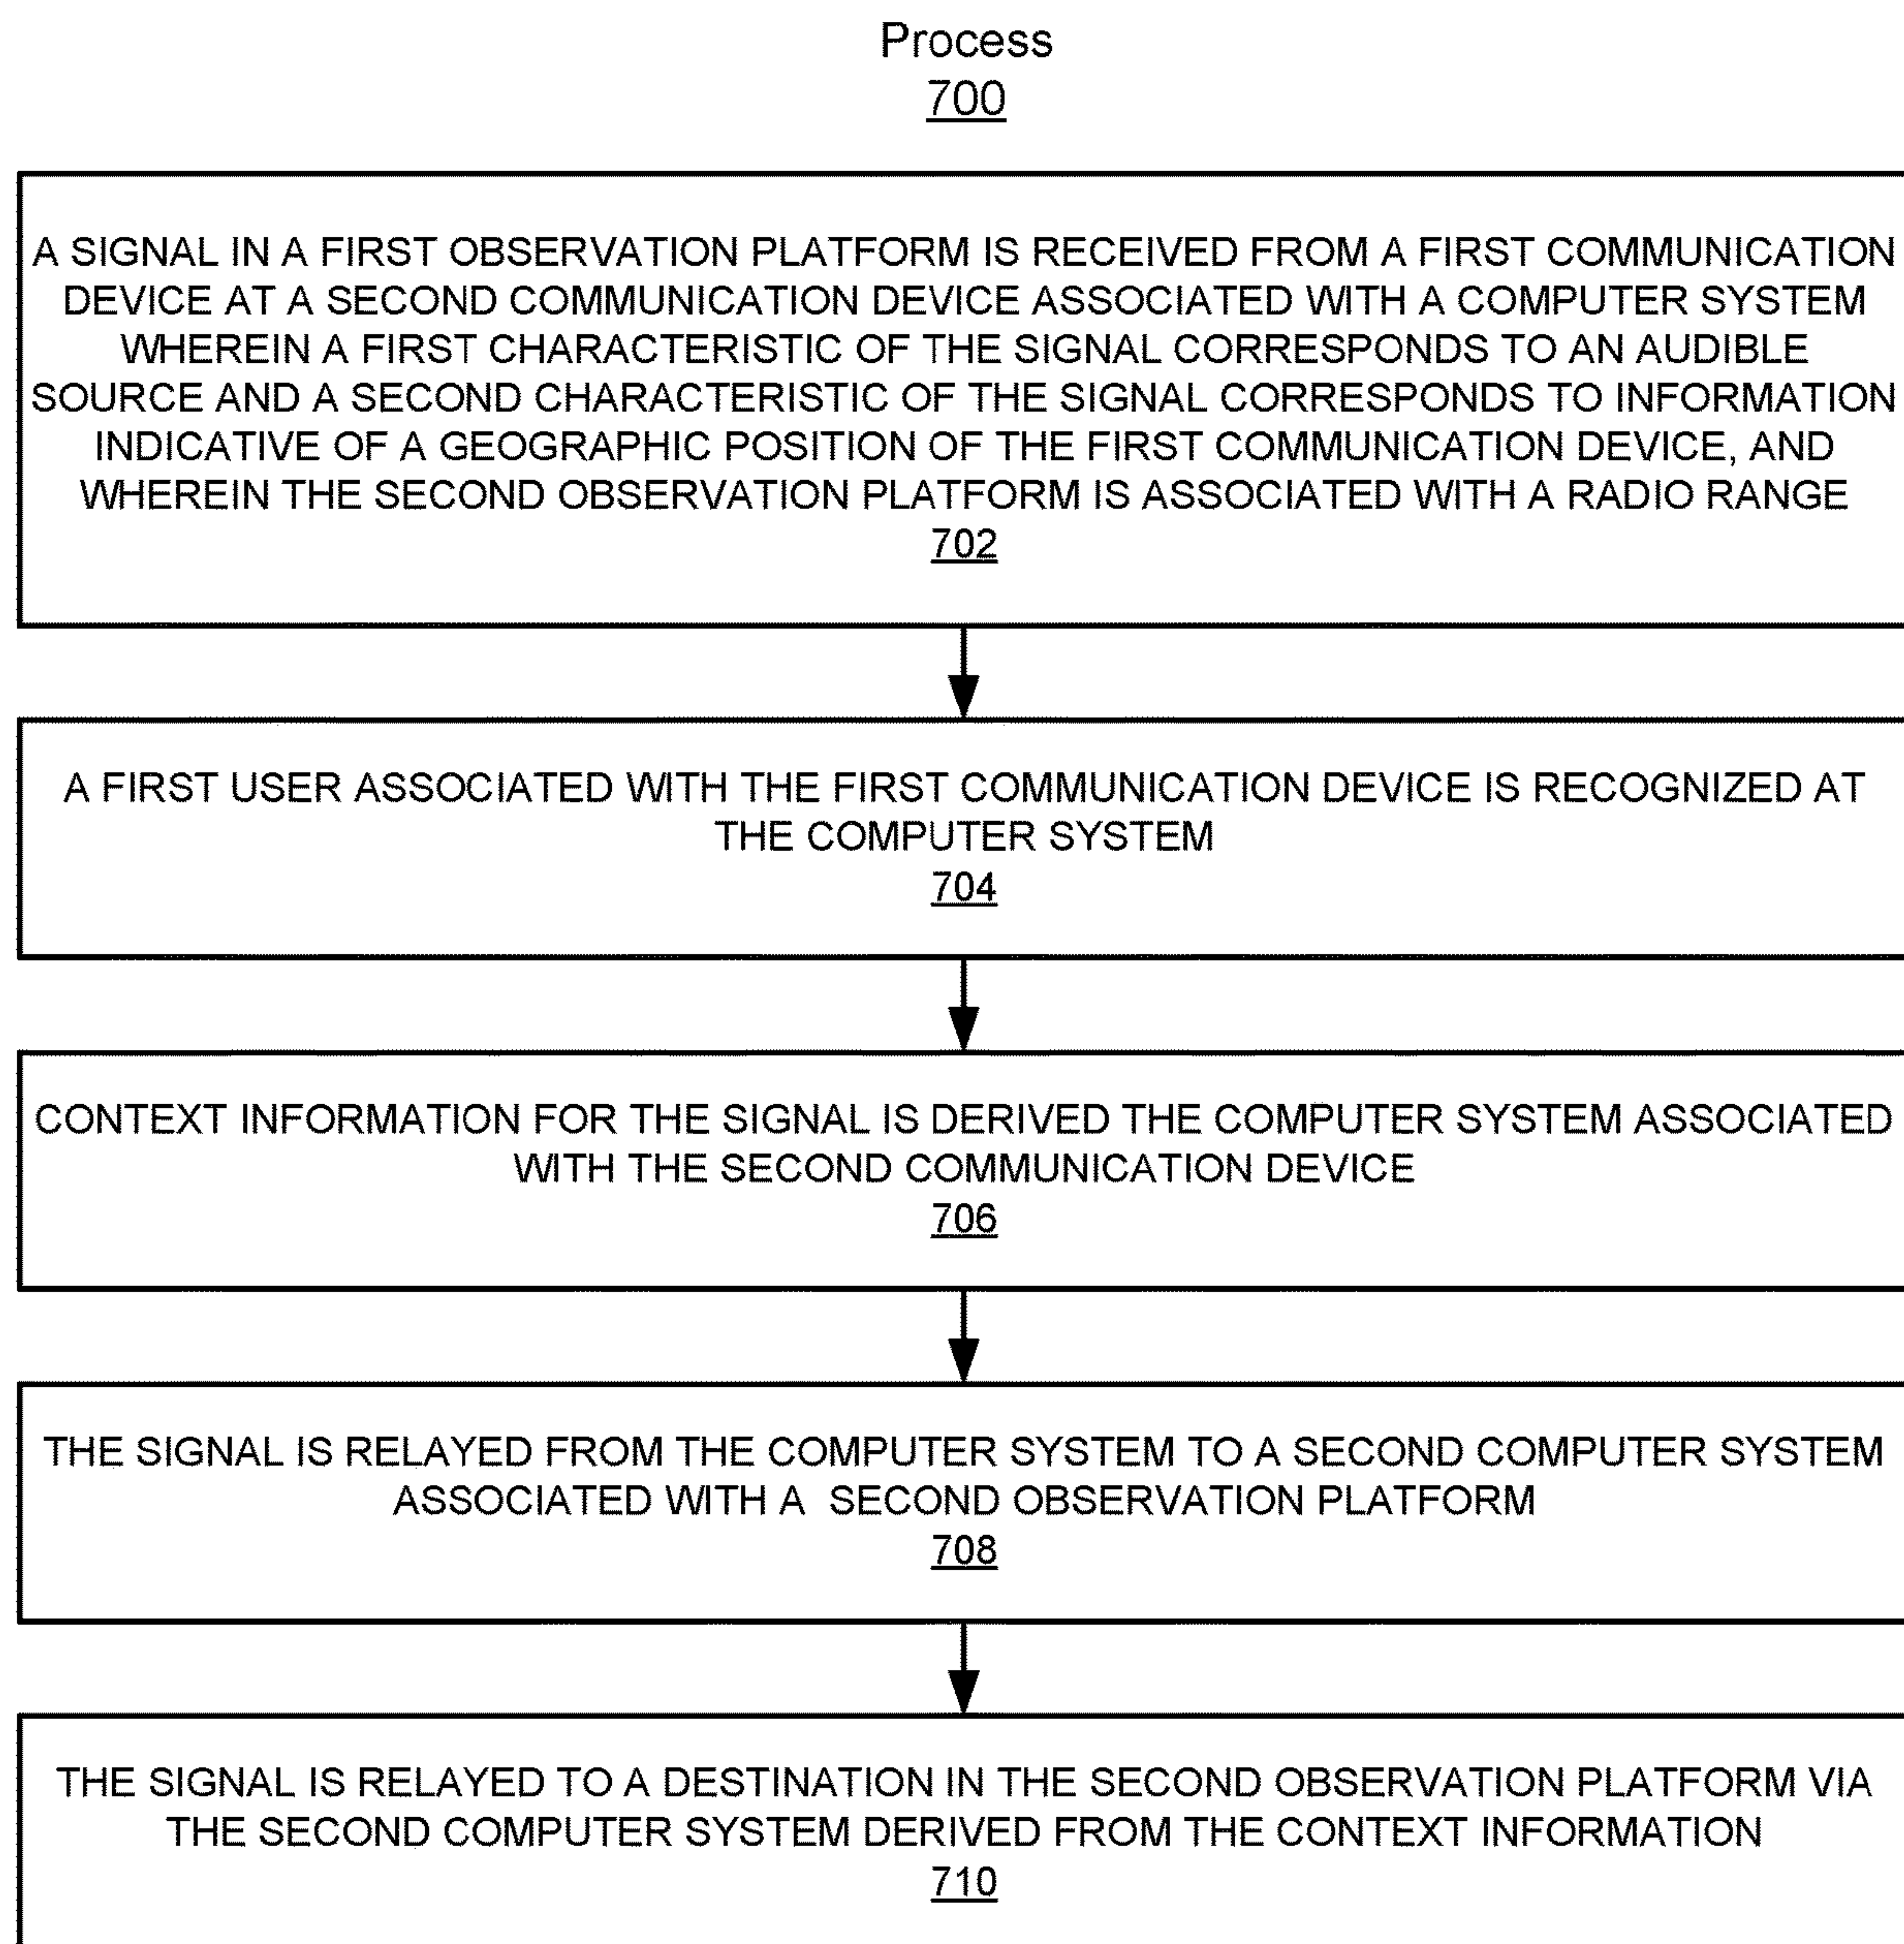 Process
700
A SIGNAL IN A FIRST OBSERVATION PLATFORM IS RECEIVED FROM A FIRST COMMUNICATION
DEVICE AT A SECOND COMMUNICATION DEVICE ASSOCIATED WITH A COMPUTER SYSTEM
WHEREIN A FIRST CHARACTERISTIC OF THE SIGNAL CORRESPONDS TO AN AUDIBLE
SOURCE AND A SECOND CHARACTERISTIC OF THE SIGNAL CORRESPONDS TO INFORMATION
INDICATIVE OF A GEOGRAPHIC POSITION OF THE FIRST COMMUNICATION DEVICE, AND
WHEREIN THE SECOND OBSERVATION PLATFORM IS ASSOCIATED WITH A RADIO RANGE
702
A FIRST USER ASSOCIATED WITH THE FIRST COMMUNICATION DEVICE IS RECOGNIZED AT
THE COMPUTER SYSTEM
704
CONTEXT INFORMATION FOR THE SIGNAL IS DERIVED THE COMPUTER SYSTEM ASSOCIATED
WITH THE SECOND COMMUNICATION DEVICE
706
THE SIGNAL IS RELAYED FROM THE COMPUTER SYSTEM TO A SECOND COMPUTER SYSTEM
ASSOCIATED WITH A SECOND OBSERVATION PLATFORM
708
THE SIGNAL IS RELAYED TO A DESTINATION IN THE SECOND OBSERVATION PLATFORM VIA
THE SECOND COMPUTER SYSTEM DERIVED FROM THE CONTEXT INFORMATION
710